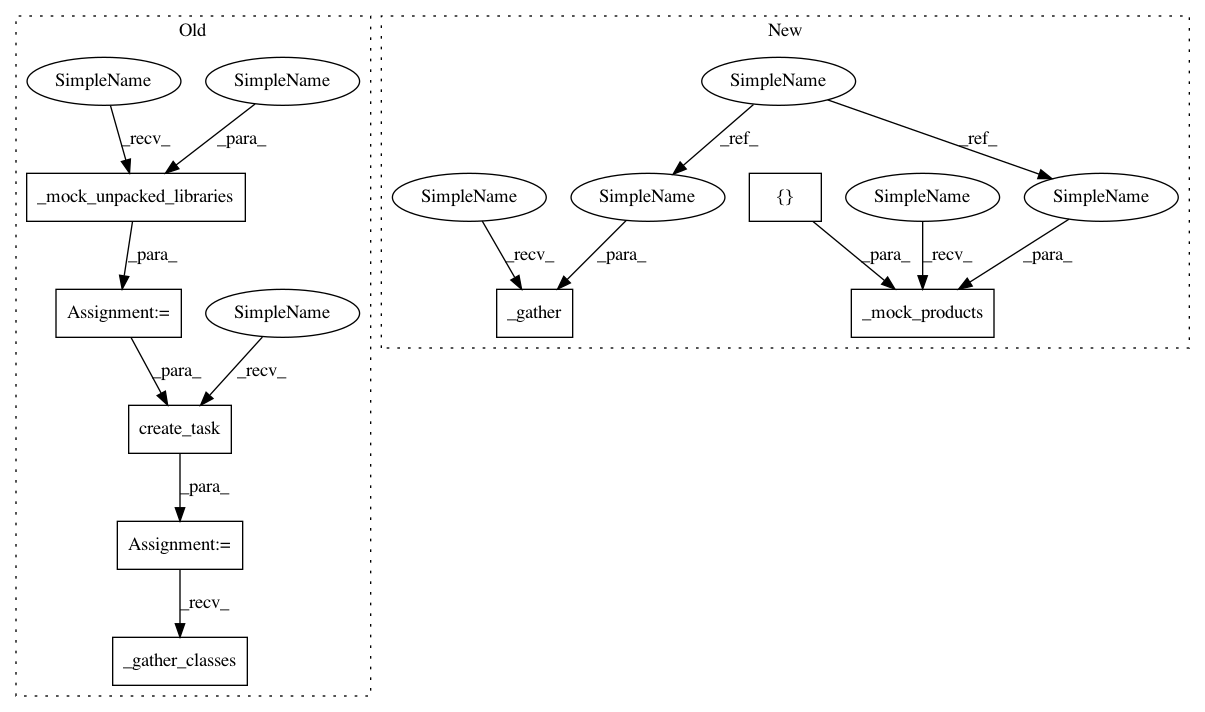 Old
New
SimpleName
SimpleName
SimpleName
_recv_
_para_
_ref_
_ref_
_mock_unpacked_libraries
SimpleName
SimpleName
{}
SimpleName
SimpleName
_para_
_recv_
_para_
_para_
_recv_
_para_
Assignment:=
SimpleName
_gather
_mock_products
_para_
_recv_
create_task
_para_
Assignment:=
_recv_
_gather_classes